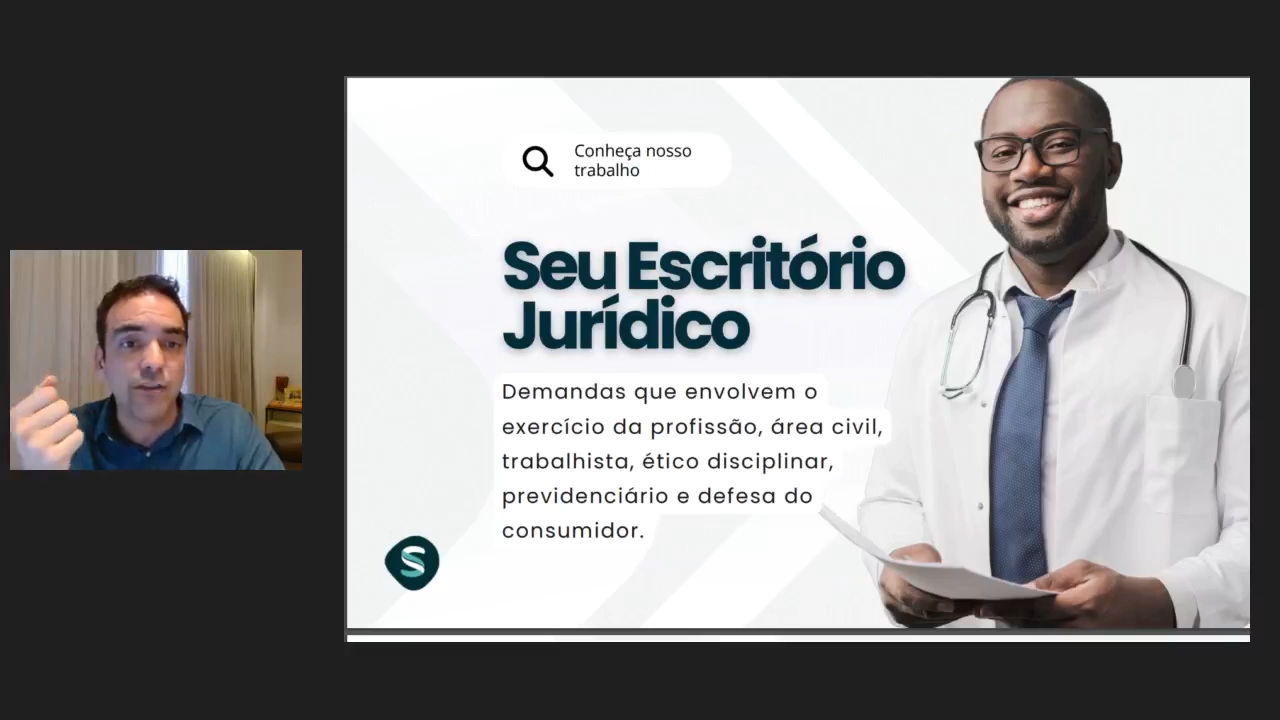 Conheça nosso
trabalho
Seu Escritório
Jurídico
Demandas que envolvem o
exercício da profissão, área civil,
trabalhista, ético disciplinar,
previdenciário e defesa do
consumidor.